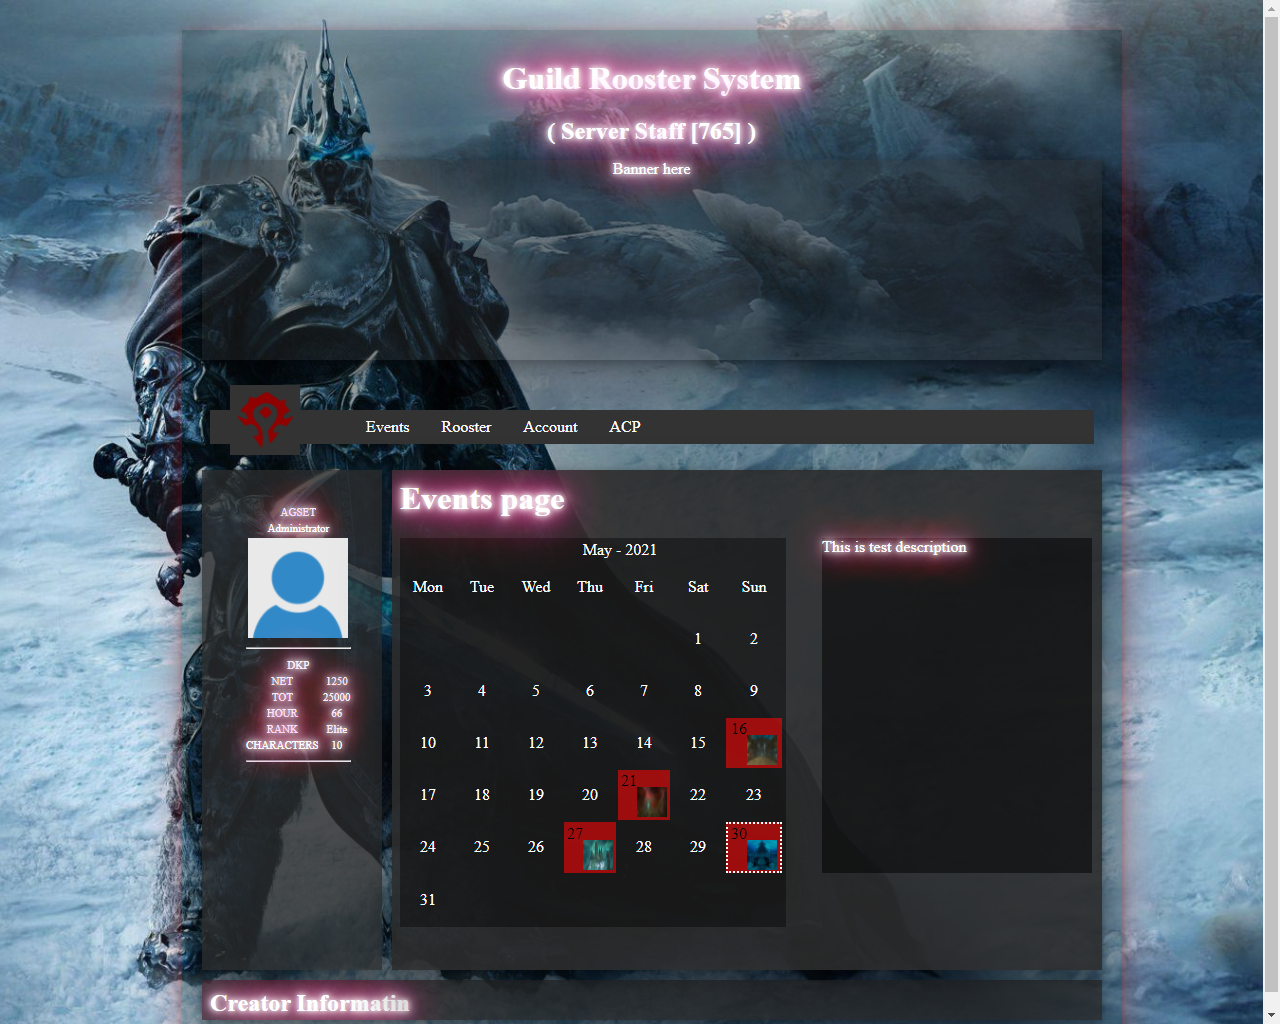 Guild Rooster System
( Server Staff [765] )
Banner here
Events Rooster Account ACP
AGSET
Administrator
DKP
NET 1250
TOT 25000
HOUR 66
RANK Elite
CHARACTERS 10
Events page
May - 2021
Mon Tue Wed Thu Fri Sat Sun
1 2
3 4 5 6 7 8 9
10 11 12 13 14 15 16
17 18 19 20 21 22 23
24 25 26 27 28 29 30
31
This is test description
Creator Informatin